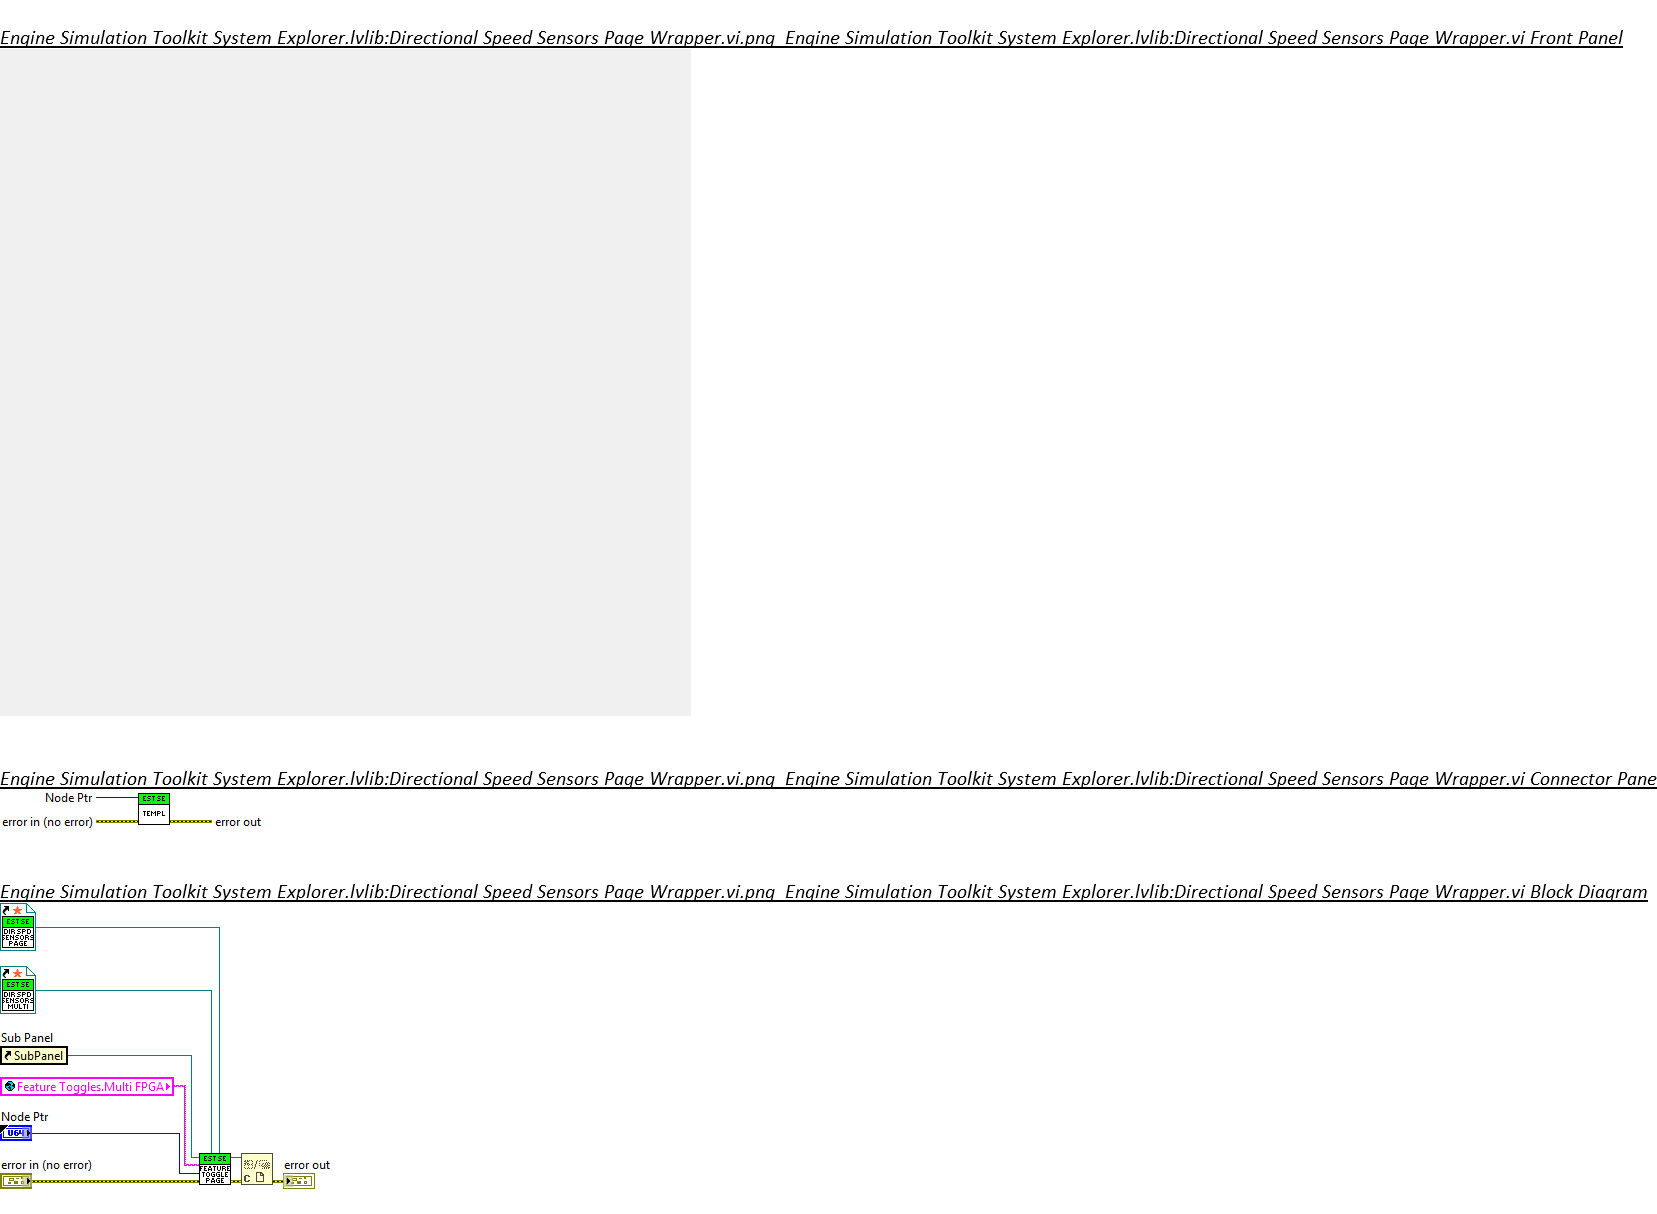 Engine Simulation Toolkit System Explorer.lvlib:Directional Speed Sensors Page Wrapper.vi.png Engine Simulation Toolkit System Explorer.lvlib:Directional Speed Sensors Page Wrapper.vi Front Panel
Engine Simulation Toolkit System Explorer.lvlib:Directional Speed Sensors Page Wrapper.vi.png Engine Simulation Toolkit System Explorer.lvlib:Directional Speed Sensors Page Wrapper.vi Connector Pane
Node Ptr
EST SE
TEMPL
error in (no error)
error out
Engine Simulation Toolkit System Explorer.lvlib:Directional Speed Sensors Page Wrapper.vi.png Engine Simulation Toolkit System Explorer.lvlib:Directional Speed Sensors Page Wrapper.vi Block Diagram
EST SE
DIR SPD
SENSORS
PAGE
EST SE
DIR SPD
SENSORS
MULTI
Sub Panel
SubPanel
Feature Toggles.Multi FPGA
Node Ptr
U64
error in (no error)
EST SE
FEATURE
TOGGLE
PAGE
C
error out